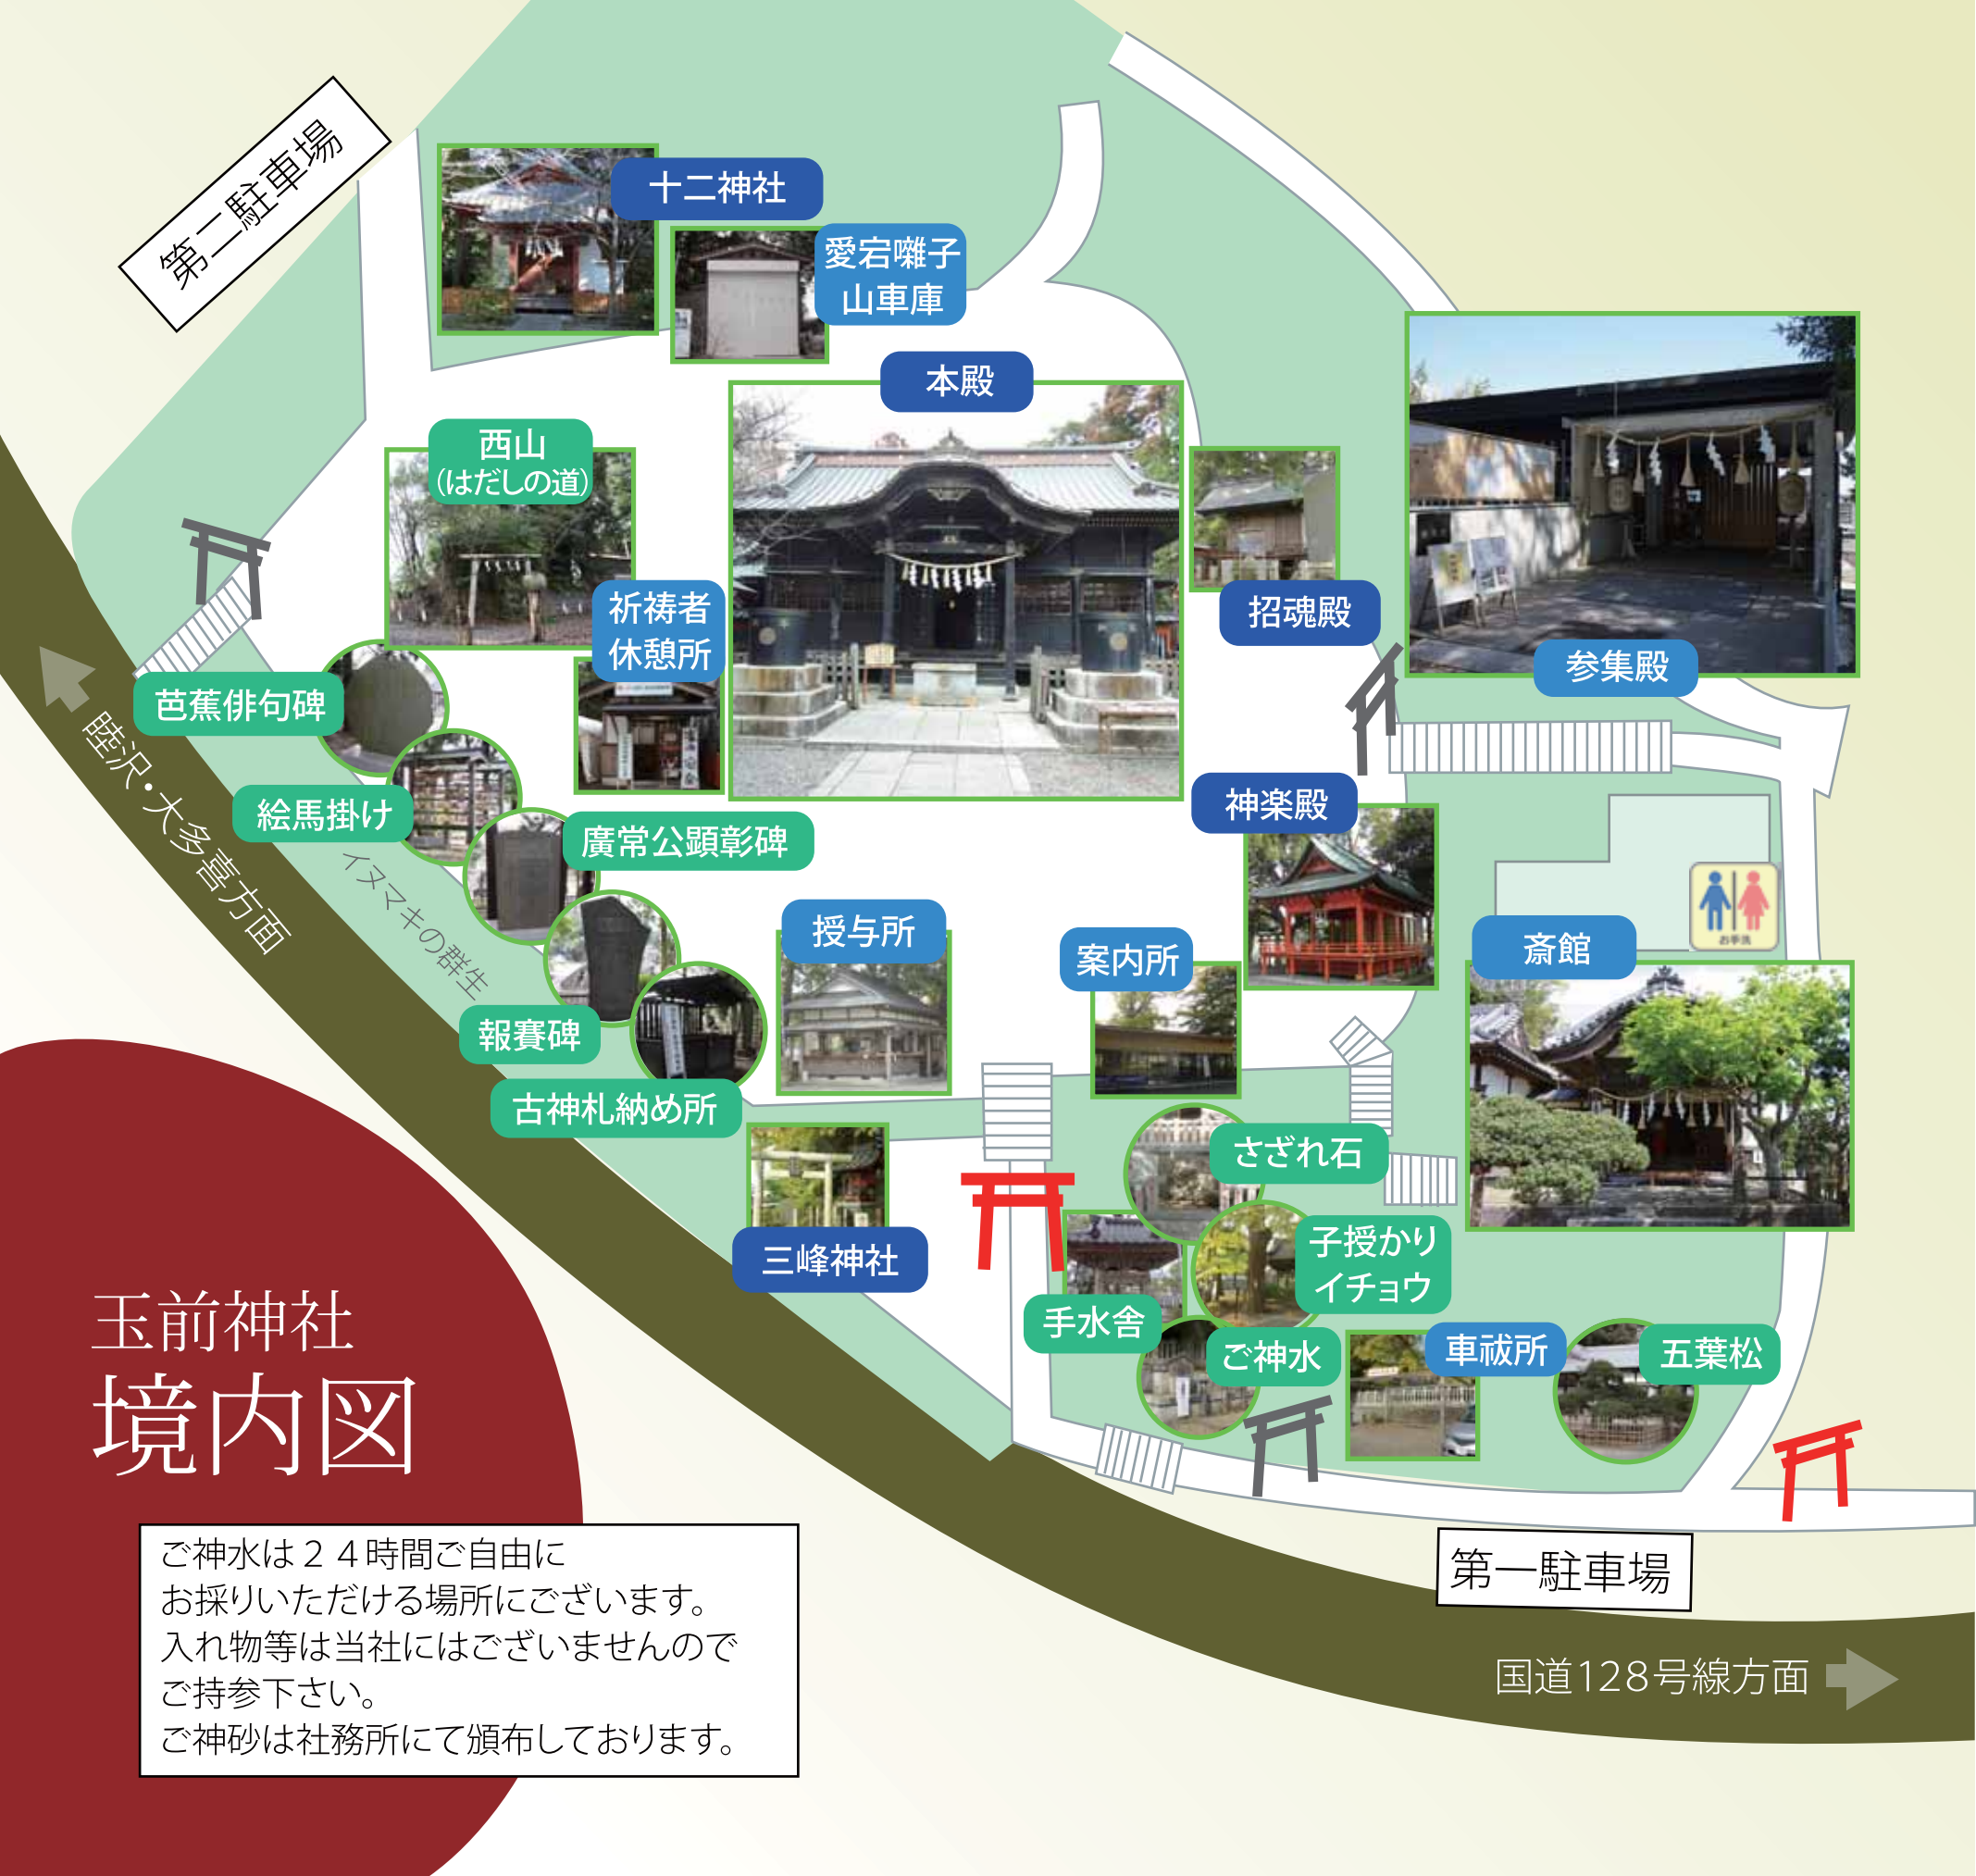 第二駐車場
十二神社
愛宕囃子
山車庫
本殿
西山
(はだしの道)
祈祷者
休憩所
招魂殿
参集殿
芭蕉俳句碑
睦沢・大多喜方面
絵馬掛け
イヌマキの群生
廣常公顕彰碑
神楽殿
お手洗
授与所
案内所
斎館
報賽碑
古神札納め所
さざれ石
三峰神社
子授かり
イチョウ
手水舎
ご神水
車祓所
五葉松
玉前神社
境内図
第一駐車場
国道128号線方面
ご神水は２４時間ご自由に
お採りいただける場所にございます。
入れ物等は当社にはございませんので
ご持参下さい。
ご神砂は社務所にて頒布しております。